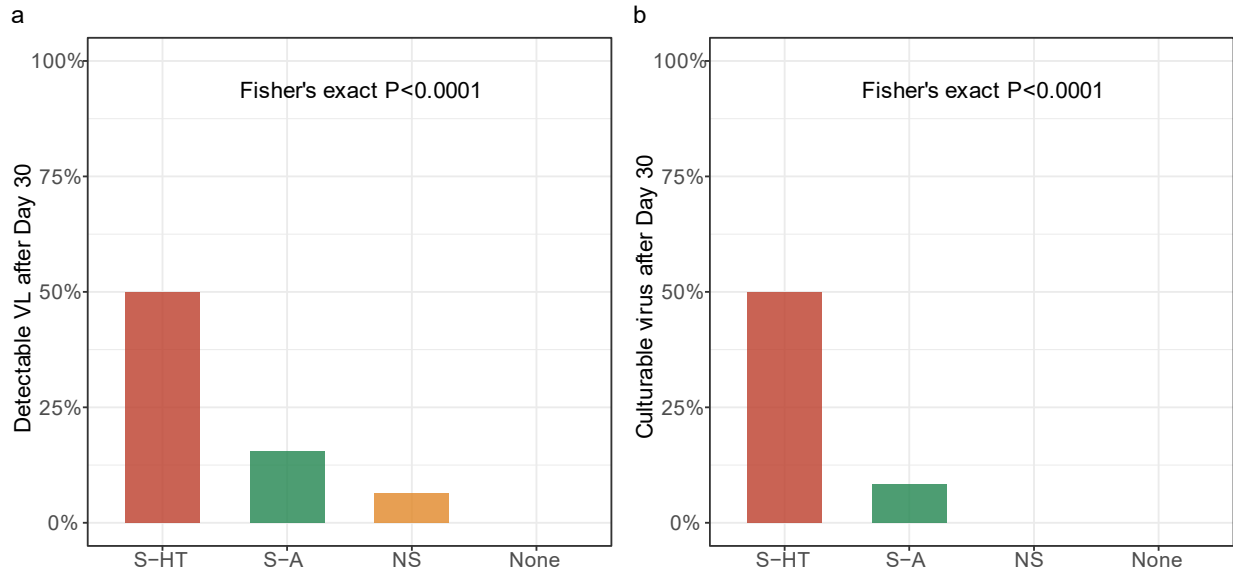 a
Detectable VL after Day 30
100%
75%
50%
25%
0%
Fisher's exact P<0.0001
S−HT S−A NS None
b
Culturable virus after Day 30
100%
75%
50%
25%
0%
Fisher's exact P<0.0001
S−HT S−A NS None